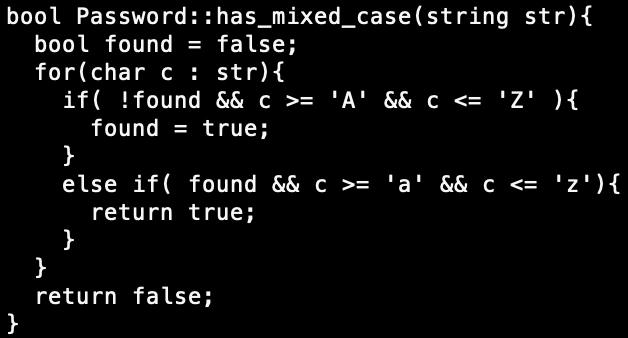 bool Password::has_mixed_case(string str){
  bool found = false;
  for(char c : str){
    if( !found && c >= 'A' && c <= 'Z' ){
      found = true;
    }
    else if( found && c >= 'a' && c <= 'z'){
      return true;
    }
  }
  return false;
}